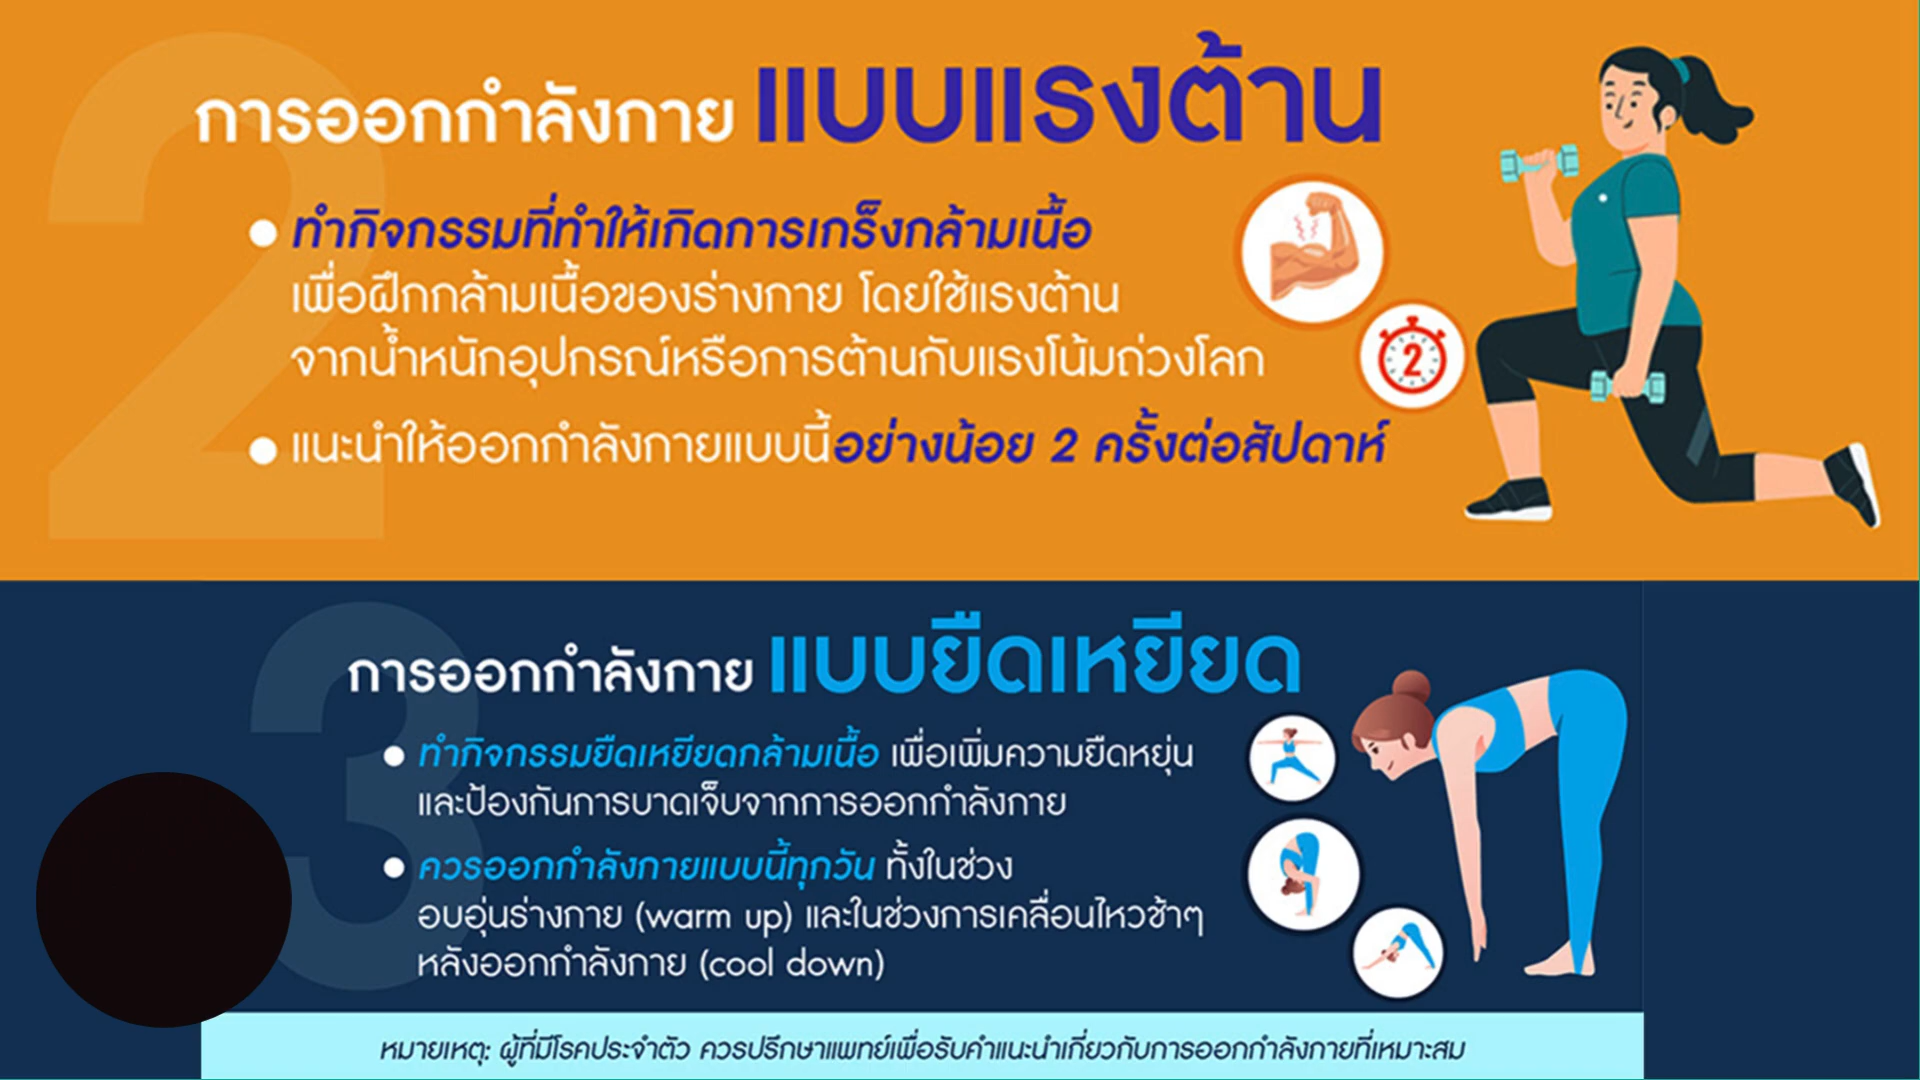 2
การออกกำลังกาย แบบแรงต้าน
ทำกิจกรรมที่ทำให้เกิดการเกร็งกล้ามเนื้อ
เพื่อฝึกกล้ามเนื้อของร่างกาย โดยใช้แรงต้าน
จากน้ำหนักอุปกรณ์หรือการต้านกับแรงโน้มถ่วงโลก
2
แนะนำให้ออกกำลังกายแบบนี้อย่างน้อย 2 ครั้งต่อสัปดาห์
3
การออกกำลังกาย แบบยืดเหยียด
ทำกิจกรรมยืดเหยียดกล้ามเนื้อ เพื่อเพิ่มความยืดหยุ่น
และป้องกันการบาดเจ็บจากการออกกำลังกาย
ควรออกกำลังกายแบบนี้ทุกวัน ทั้งในช่วง
อบอุ่นร่างกาย (warm up) และในช่วงการเคลื่อนไหวช้าๆ
หลังออกกำลังกาย (cool down)
หมายเหตุ: ผู้ที่มีโรคประจำตัว ควรปรึกษาแพทย์เพื่อรับคำแนะนำเกี่ยวกับการออกกำลังกายที่เหมาะสม